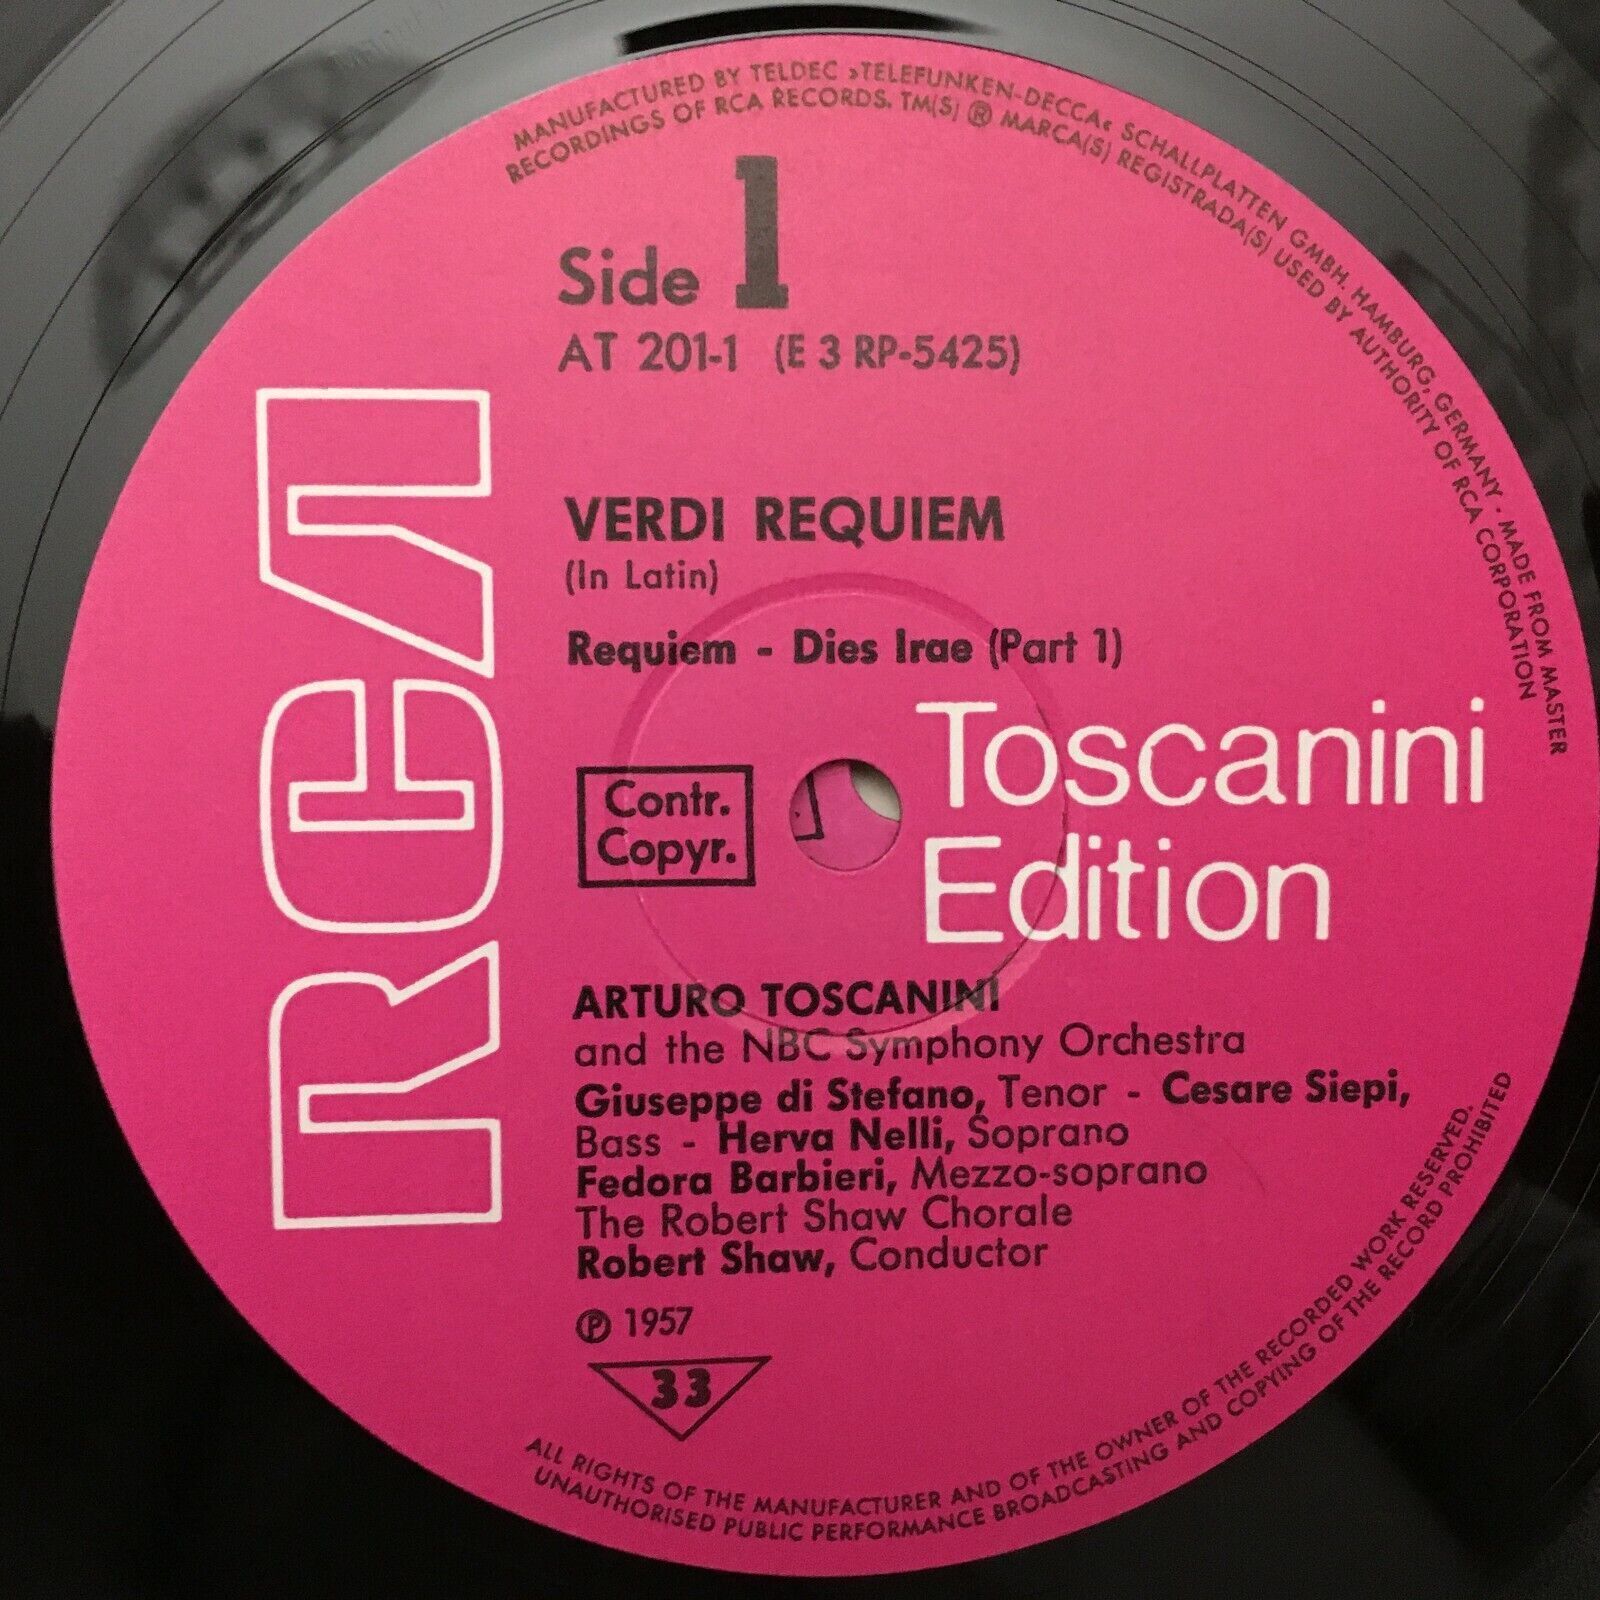 MANUFACTURED BY TELDEC »TELEFUNKEN-DECCA« SCHALLPLATTEN GMBH. HAMBURG, GERMANY · MADE FROM MASTER
RECORDINGS OF RCA RECORDS. TM(S) ® MARCA(S) REGISTRADA(S) USED BY AUTHORITY OF RCA CORPORATION
Side 1
AT 201-1 (E 3 RP-5425)
RCA
VERDI REQUIEM
(In Latin)
Requiem - Dies Irae (Part 1)
Contr.
Copyr.
Toscanini
Edition
ARTURO TOSCANINI
and the NBC Symphony Orchestra
Giuseppe di Stefano, Tenor - Cesare Siepi,
Bass - Herva Nelli, Soprano
Fedora Barbieri, Mezzo-soprano
The Robert Shaw Chorale
Robert Shaw, Conductor
℗ 1957
33
ALL RIGHTS OF THE MANUFACTURER AND OF THE OWNER OF THE RECORDED WORK RESERVED.
UNAUTHORISED PUBLIC PERFORMANCE BROADCASTING AND COPYING OF THE RECORD PROHIBITED